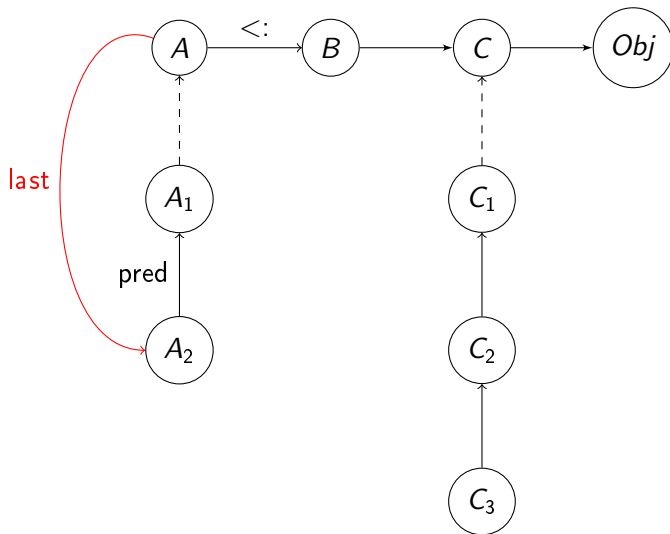 <:
A B C Obj
last
A₁ C₁
pred
A₂ C₂
C₃